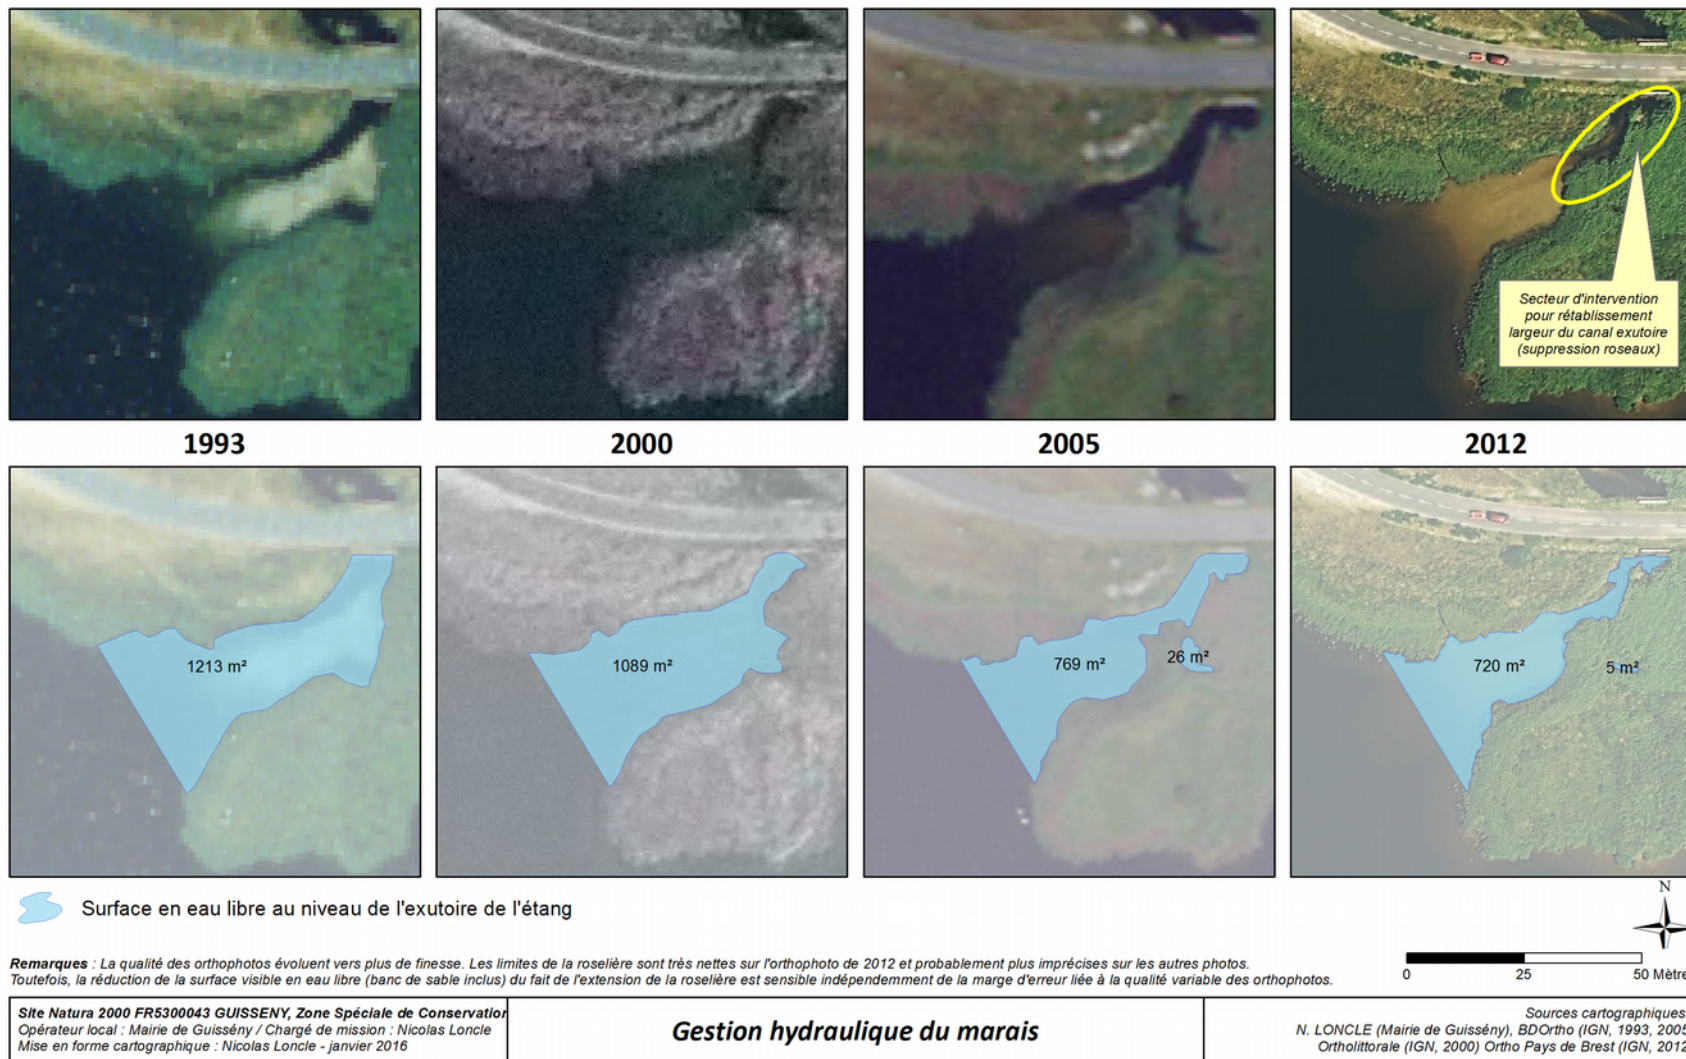 Secteur d'intervention
pour rétablissement
largeur du canal exutoire
(suppression roseaux)
1993
2000
2005
2012
1213 m²
1089 m²
769 m²
26 m²
720 m²
5 m²
Surface en eau libre au niveau de l'exutoire de l'étang
N
Remarques : La qualité des orthophotos évoluent vers plus de finesse. Les limites de la roselière sont très nettes sur l'orthophoto de 2012 et probablement plus imprécises sur les autres photos.
Toutefois, la réduction de la surface visible en eau libre (banc de sable inclus) du fait de l'extension de la roselière est sensible indépendemment de la marge d'erreur liée à la qualité variable des orthophotos.
0 25 50 Mètre
Site Natura 2000 FR5300043 GUISSENY, Zone Spéciale de Conservation
Opérateur local : Mairie de Guissény / Chargé de mission : Nicolas Loncle
Mise en forme cartographique : Nicolas Loncle - janvier 2016
Gestion hydraulique du marais
Sources cartographiques
N. LONCLE (Mairie de Guissény), BDOrtho (IGN, 1993, 2005
Ortholittorale (IGN, 2000) Ortho Pays de Brest (IGN, 2012